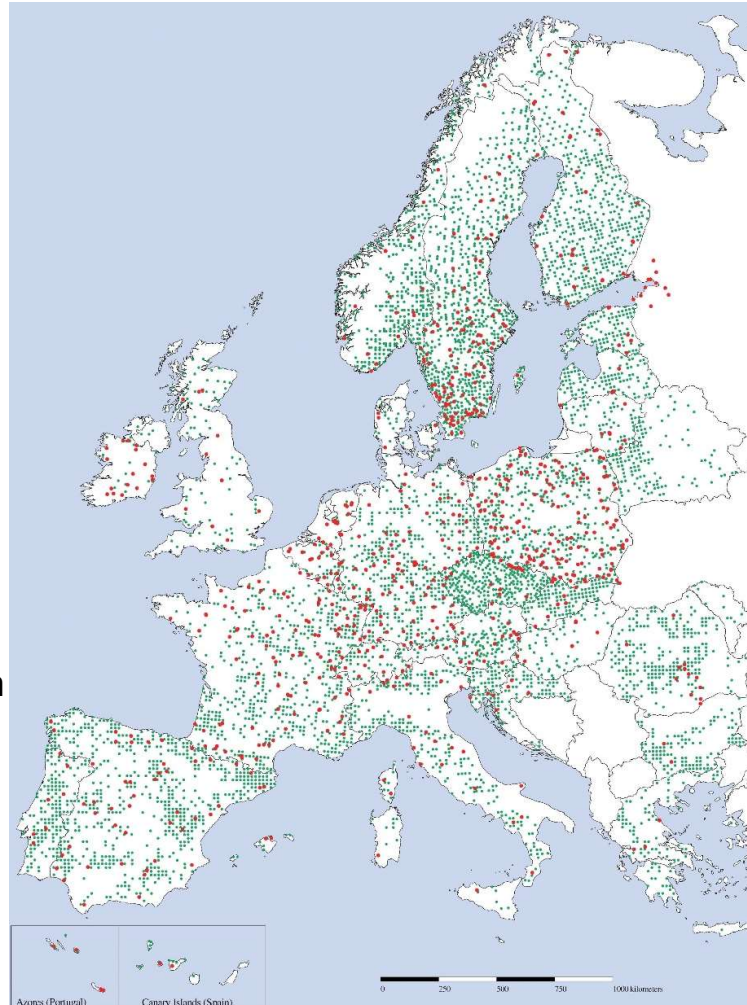 n
Azores (Portugal)
Canary Islands (Spain)
0
250
500
750
1000 kilometers